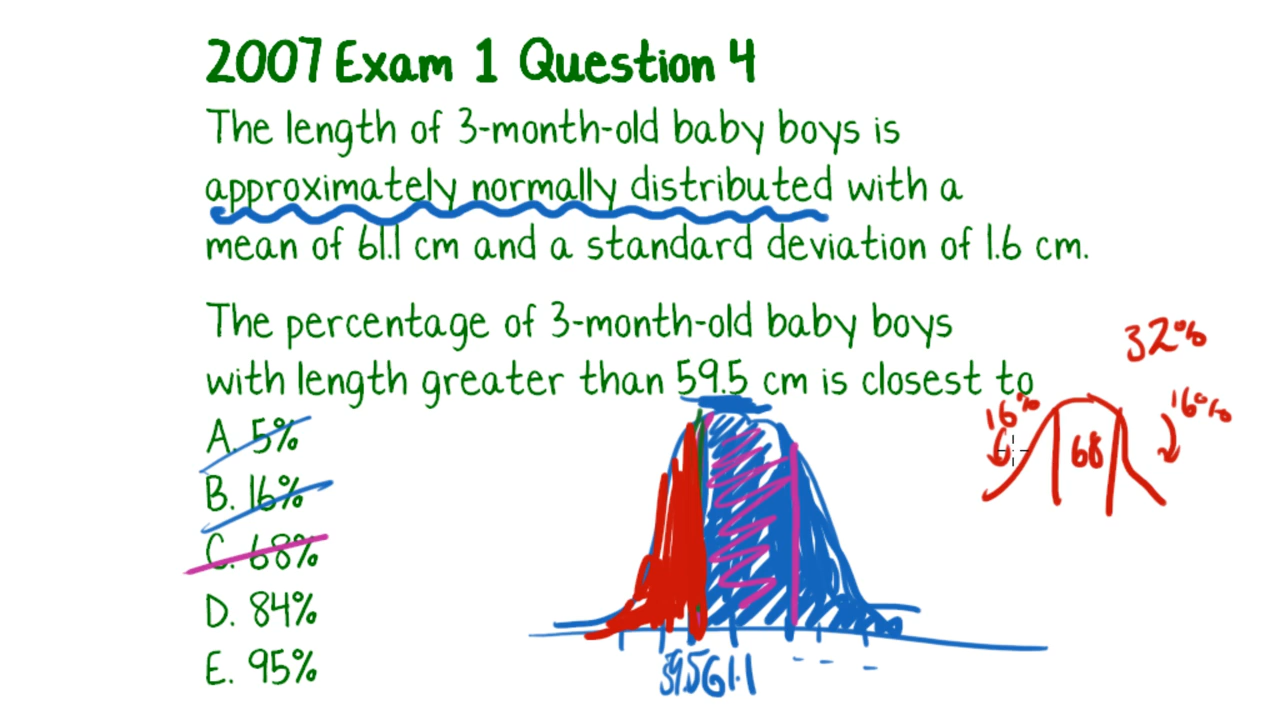 2007 Exam 1 Question 4
The length of 3-month-old baby boys is
approximately normally distributed with a
mean of 61.1 cm and a standard deviation of 1.6 cm.
The percentage of 3-month-old baby boys
with length greater than 59.5 cm is closest to
32%
16%
16%
68
A. 5%
B. 16%
C. 68%
D. 84%
E. 95%
59.5 61.1